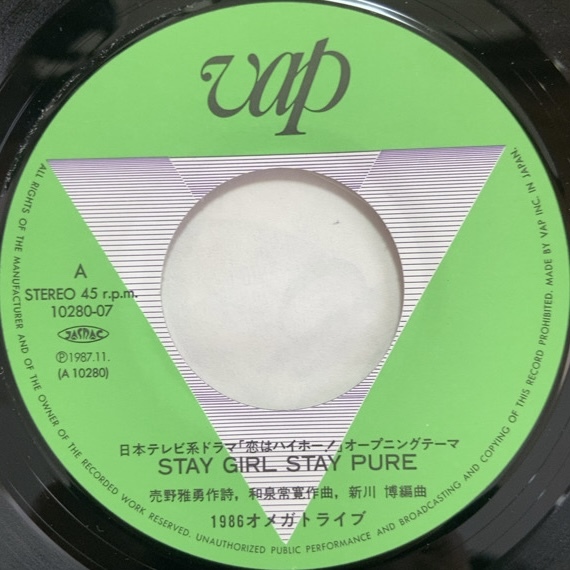 vap
A
STEREO 45 r.p.m.
10280-07
JASRAC
Ⓟ1987.11.
(A 10280)
日本テレビ系ドラマ「恋はハイホーノ」オープニングテーマ
STAY GIRL STAY PURE
売野雅勇作詩, 和泉常寛作曲, 新川 博編曲
1986オメガトライブ
ALL RIGHTS OF THE MANUFACTURER AND OF THE OWNER OF THE RECORDED WORK RESERVED. UNAUTHORIZED PUBLIC PERFORMANCE AND BROADCASTING AND COPYING OF THIS RECORD PROHIBITED. MADE BY VAP INC. IN JAPAN.